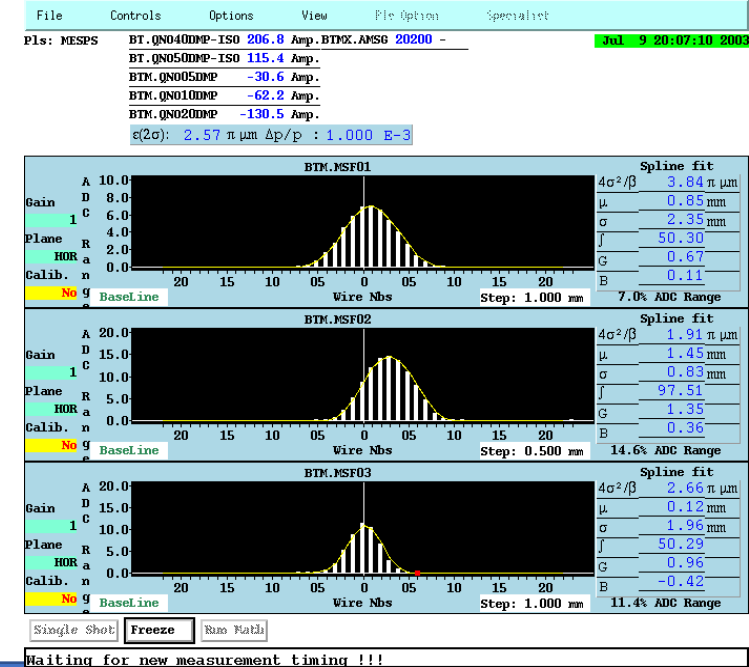 File Controls Options View Pls Option Specialist
Pls: MESPS BT.QNO40DMP-ISO 206.8 Amp. BTMX.AMSG 20200 - Jul 9 20:07:10 2003
BT.QNO50DMP-ISO 115.4 Amp.
BTM.QNO05DMP -30.6 Amp.
BTM.QNO10DMP -62.2 Amp.
BTM.QNO20DMP -130.5 Amp.
ε(2σ): 2.57 π µm Δp/p : 1.000 E-3
BTM.MSF01
Gain
1
Plane
HOR
Calib.
No
ADC Range
10.0
8.0
6.0
4.0
2.0
0.0
20 15 10 05 0 05 10 15 20
BaseLine Wire Nbs Step: 1.000 mm
Spline fit
4σ²/β 3.84 π µm
µ 0.85 mm
σ 2.35 mm
∫ 50.30
G 0.67
B 0.11
7.0% ADC Range
BTM.MSF02
Gain
1
Plane
HOR
Calib.
No
ADC Range
20.0
15.0
10.0
5.0
0.0
20 15 10 05 0 05 10 15 20
BaseLine Wire Nbs Step: 0.500 mm
Spline fit
4σ²/β 1.91 π µm
µ 1.45 mm
σ 0.83 mm
∫ 97.51
G 1.35
B 0.36
14.6% ADC Range
BTM.MSF03
Gain
1
Plane
HOR
Calib.
No
ADC Range
20.0
15.0
10.0
5.0
0.0
20 15 10 05 0 05 10 15 20
BaseLine Wire Nbs Step: 1.000 mm
Spline fit
4σ²/β 2.66 π µm
µ 0.12 mm
σ 1.96 mm
∫ 50.29
G 0.96
B -0.42
11.4% ADC Range
Single Shot Freeze Run Math
Waiting for new measurement timing !!!